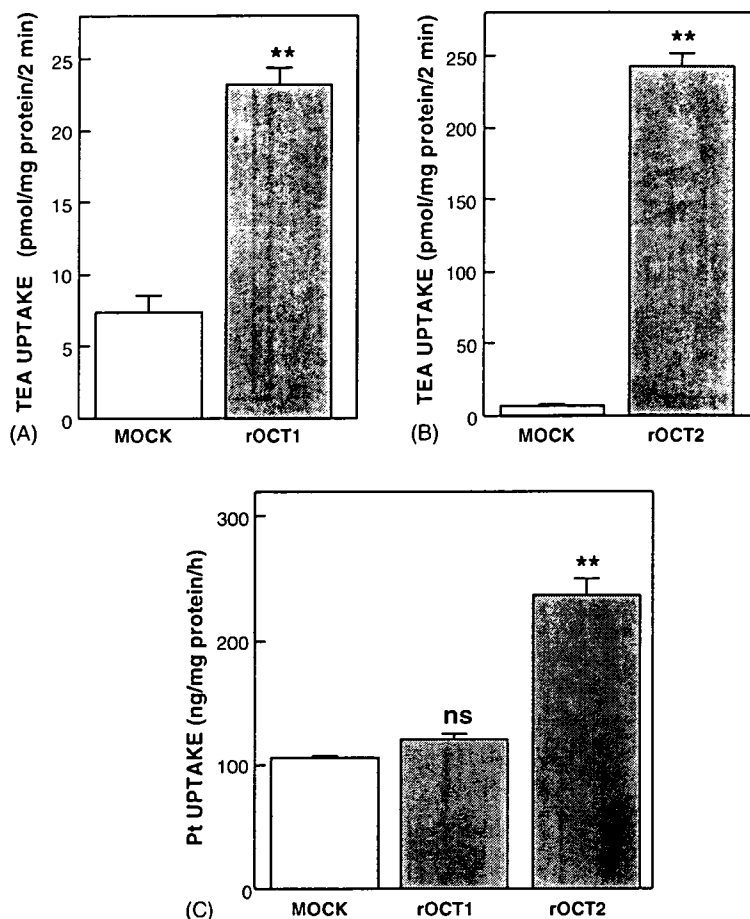 TEA UPTAKE (pmol/mg protein/2 min)
25
20
15
10
5
0
**
MOCK
rOCT1
(A)
TEA UPTAKE (pmol/mg protein/2 min)
250
200
150
100
50
0
**
MOCK
rOCT2
(B)
Pt UPTAKE (ng/mg protein/h)
300
200
100
0
ns
**
MOCK
rOCT1
rOCT2
(C)